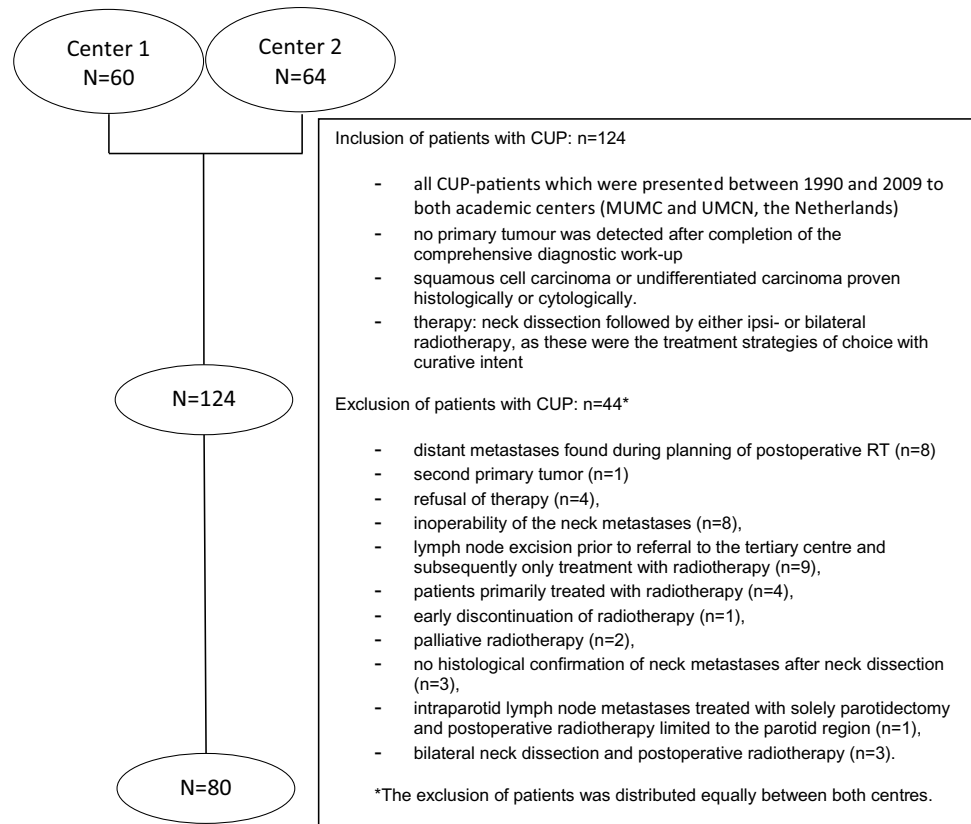 Center 1
N=60
Center 2
N=64
Inclusion of patients with CUP: n=124
- all CUP-patients which were presented between 1990 and 2009 to
both academic centers (MUMC and UMCN, the Netherlands)
- no primary tumour was detected after completion of the
comprehensive diagnostic work-up
- squamous cell carcinoma or undifferentiated carcinoma proven
histologically or cytologically.
- therapy: neck dissection followed by either ipsi- or bilateral
radiotherapy, as these were the treatment strategies of choice with
curative intent
N=124
Exclusion of patients with CUP: n=44*
- distant metastases found during planning of postoperative RT (n=8)
- second primary tumor (n=1)
- refusal of therapy (n=4),
- inoperability of the neck metastases (n=8),
- lymph node excision prior to referral to the tertiary centre and
subsequently only treatment with radiotherapy (n=9),
- patients primarily treated with radiotherapy (n=4),
- early discontinuation of radiotherapy (n=1),
- palliative radiotherapy (n=2),
- no histological confirmation of neck metastases after neck dissection
(n=3),
- intraparotid lymph node metastases treated with solely parotidectomy
and postoperative radiotherapy limited to the parotid region (n=1),
- bilateral neck dissection and postoperative radiotherapy (n=3).
N=80
*The exclusion of patients was distributed equally between both centres.